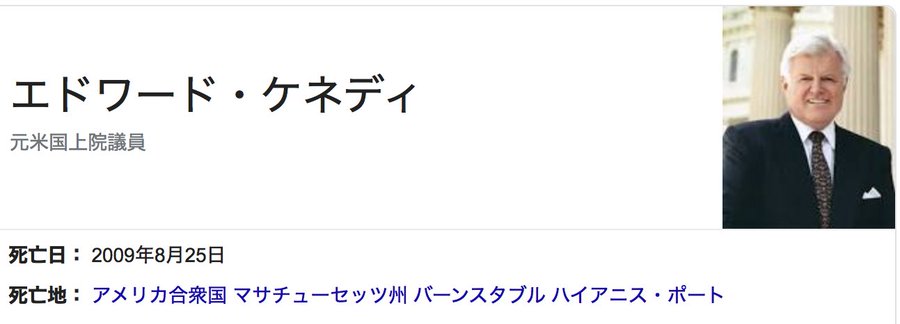 エドワード・ケネディ
元米国上院議員
死亡日： 2009年8月25日
死亡地： アメリカ合衆国 マサチューセッツ州 バーンスタブル ハイアニス・ポート